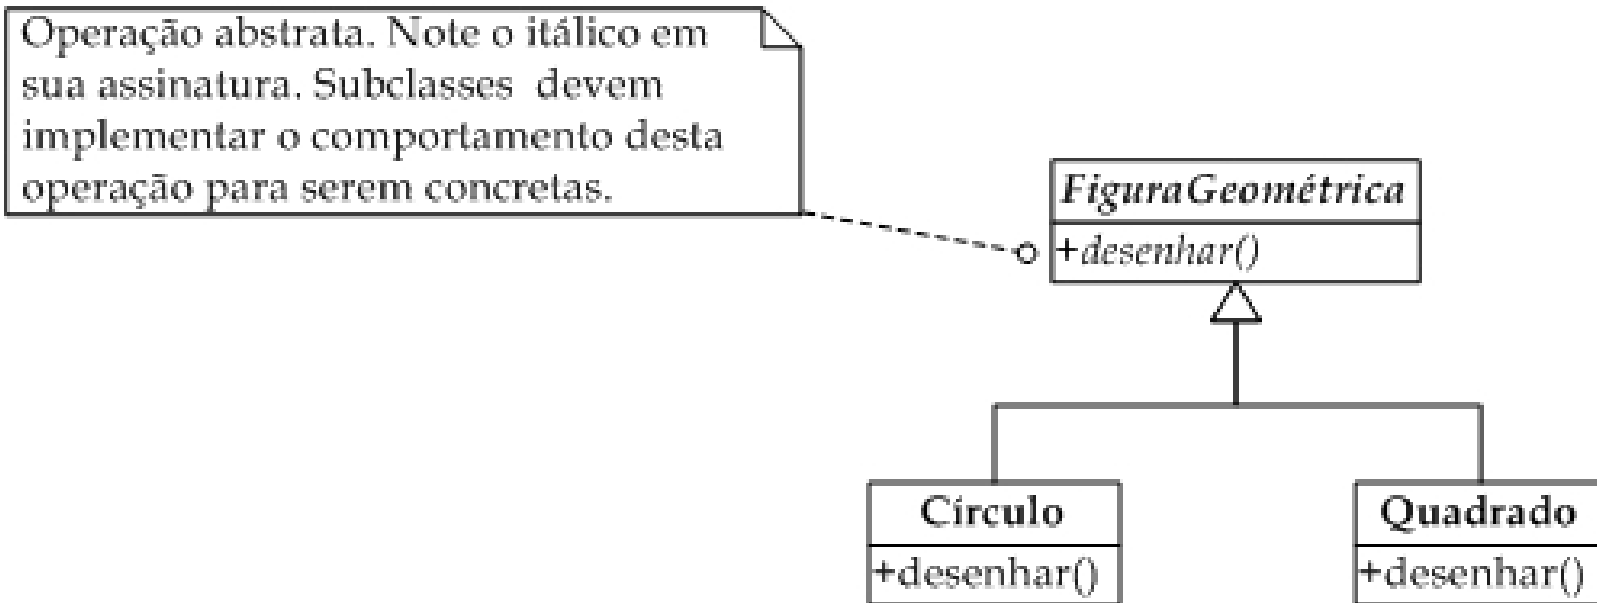 Operação abstrata. Note o itálico em
sua assinatura. Subclasses devem
implementar o comportamento desta
operação para serem concretas.
FiguraGeométrica
+desenhar()
Círculo
+desenhar()
Quadrado
+desenhar()